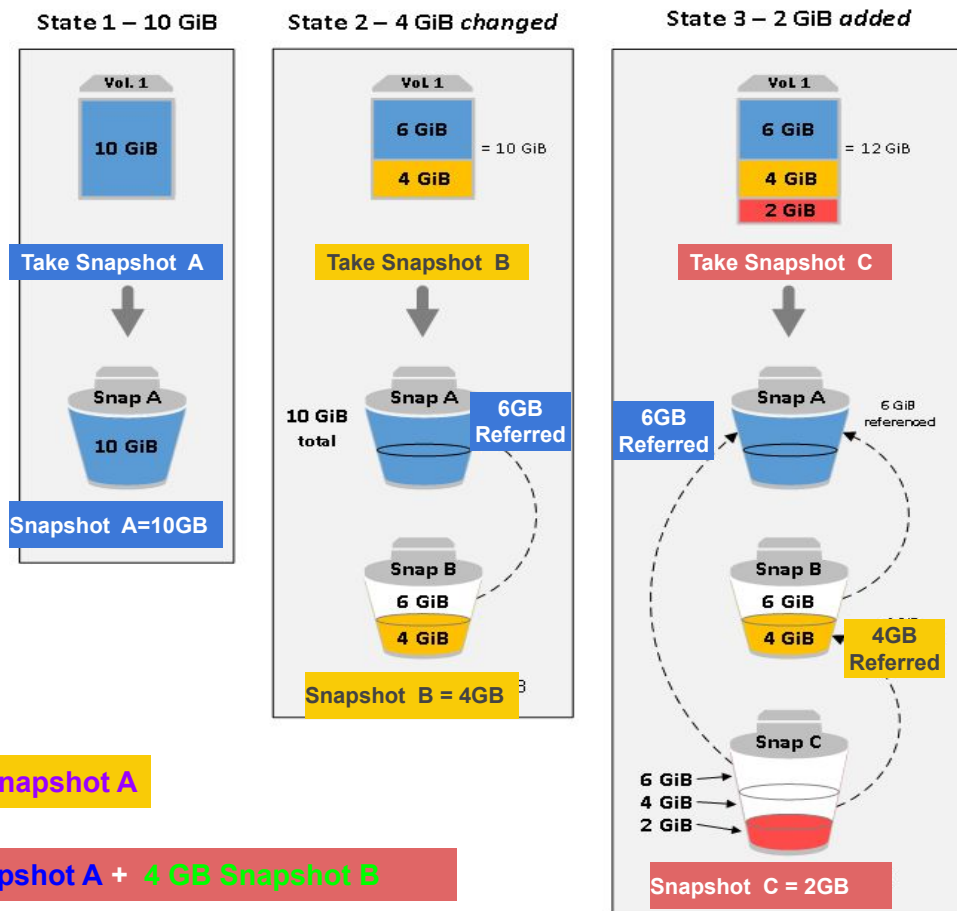 State 1 – 10 GiB
Vol. 1
10 GiB
Take Snapshot A
Snap A
10 GiB
Snapshot A=10GB
State 2 – 4 GiB changed
Vol. 1
6 GiB
4 GiB
= 10 GiB
Take Snapshot B
Snap A
10 GiB
total
6GB
Referred
Snap B
6 GiB
4 GiB
Snapshot B = 4GB
State 3 – 2 GiB added
Vol. 1
6 GiB
4 GiB
2 GiB
= 12 GiB
Take Snapshot C
Snap A
6GB
Referred
6 GiB
referenced
Snap B
6 GiB
4 GiB
4GB
Referred
Snap C
6 GiB
4 GiB
2 GiB
Snapshot C = 2GB
napshot A
pshot A + 4 GB Snapshot B